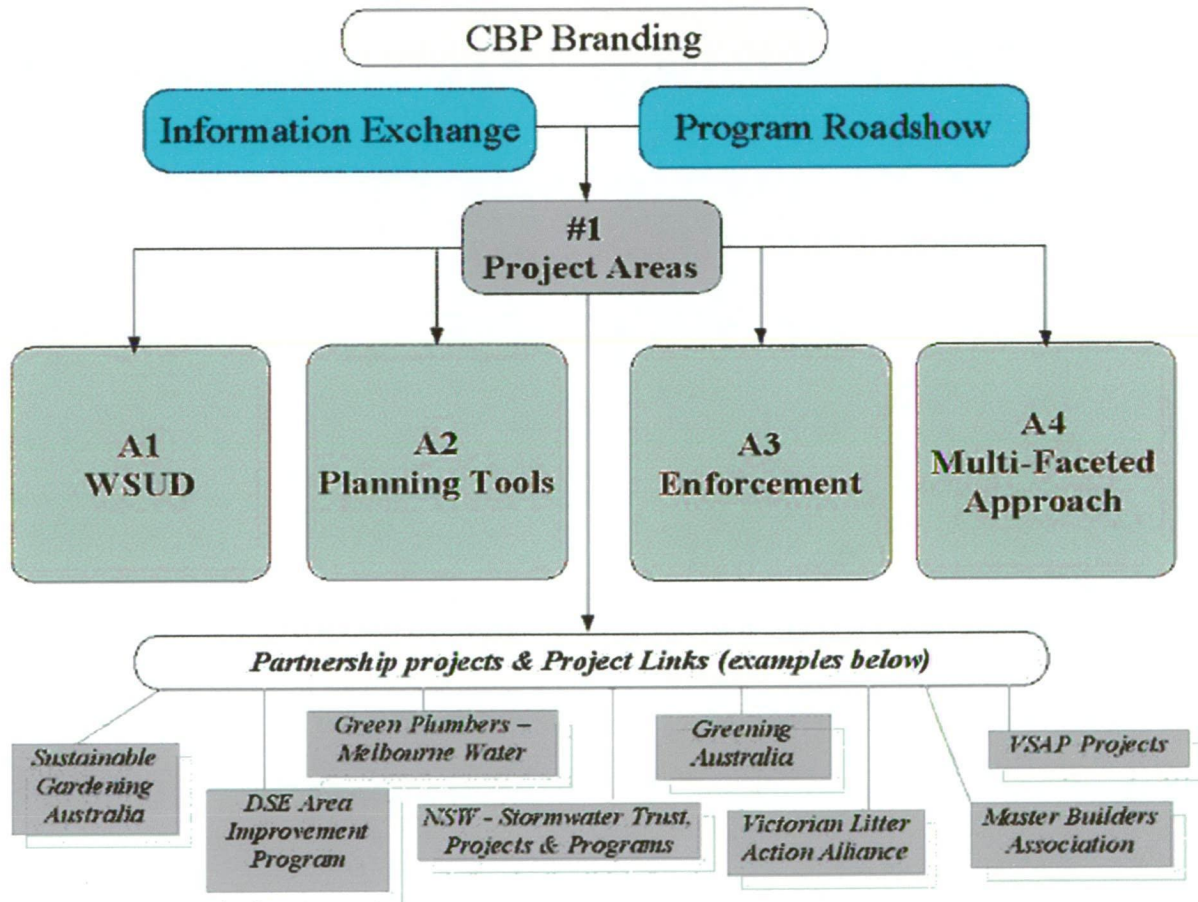 CBP Branding
Information Exchange
Program Roadshow
#1
Project Areas
A1
WSUD
A2
Planning Tools
A3
Enforcement
A4
Multi-Faceted
Approach
Partnership projects & Project Links (examples below)
Sustainable
Gardening
Australia
DSE Area
Improvement
Program
Green Plumbers –
Melbourne Water
NSW - Stormwater Trust,
Projects & Programs
Greening
Australia
Victorian Litter
Action Alliance
VSAP Projects
Master Builders
Association